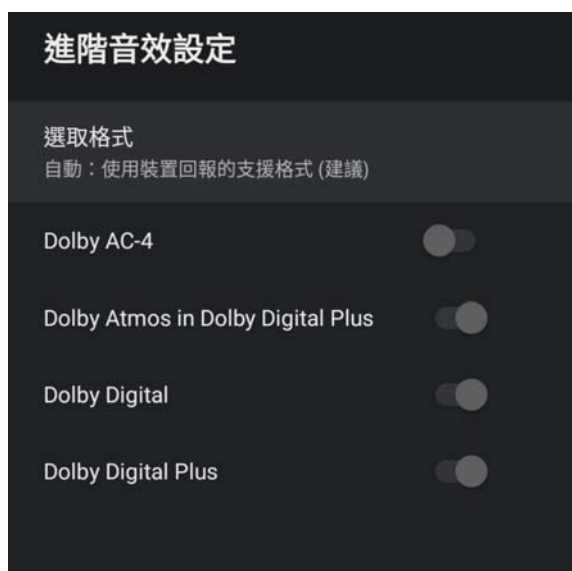 進階音效設定
選取格式
自動：使用裝置回報的支援格式 (建議)
Dolby AC-4
Dolby Atmos in Dolby Digital Plus
Dolby Digital
Dolby Digital Plus